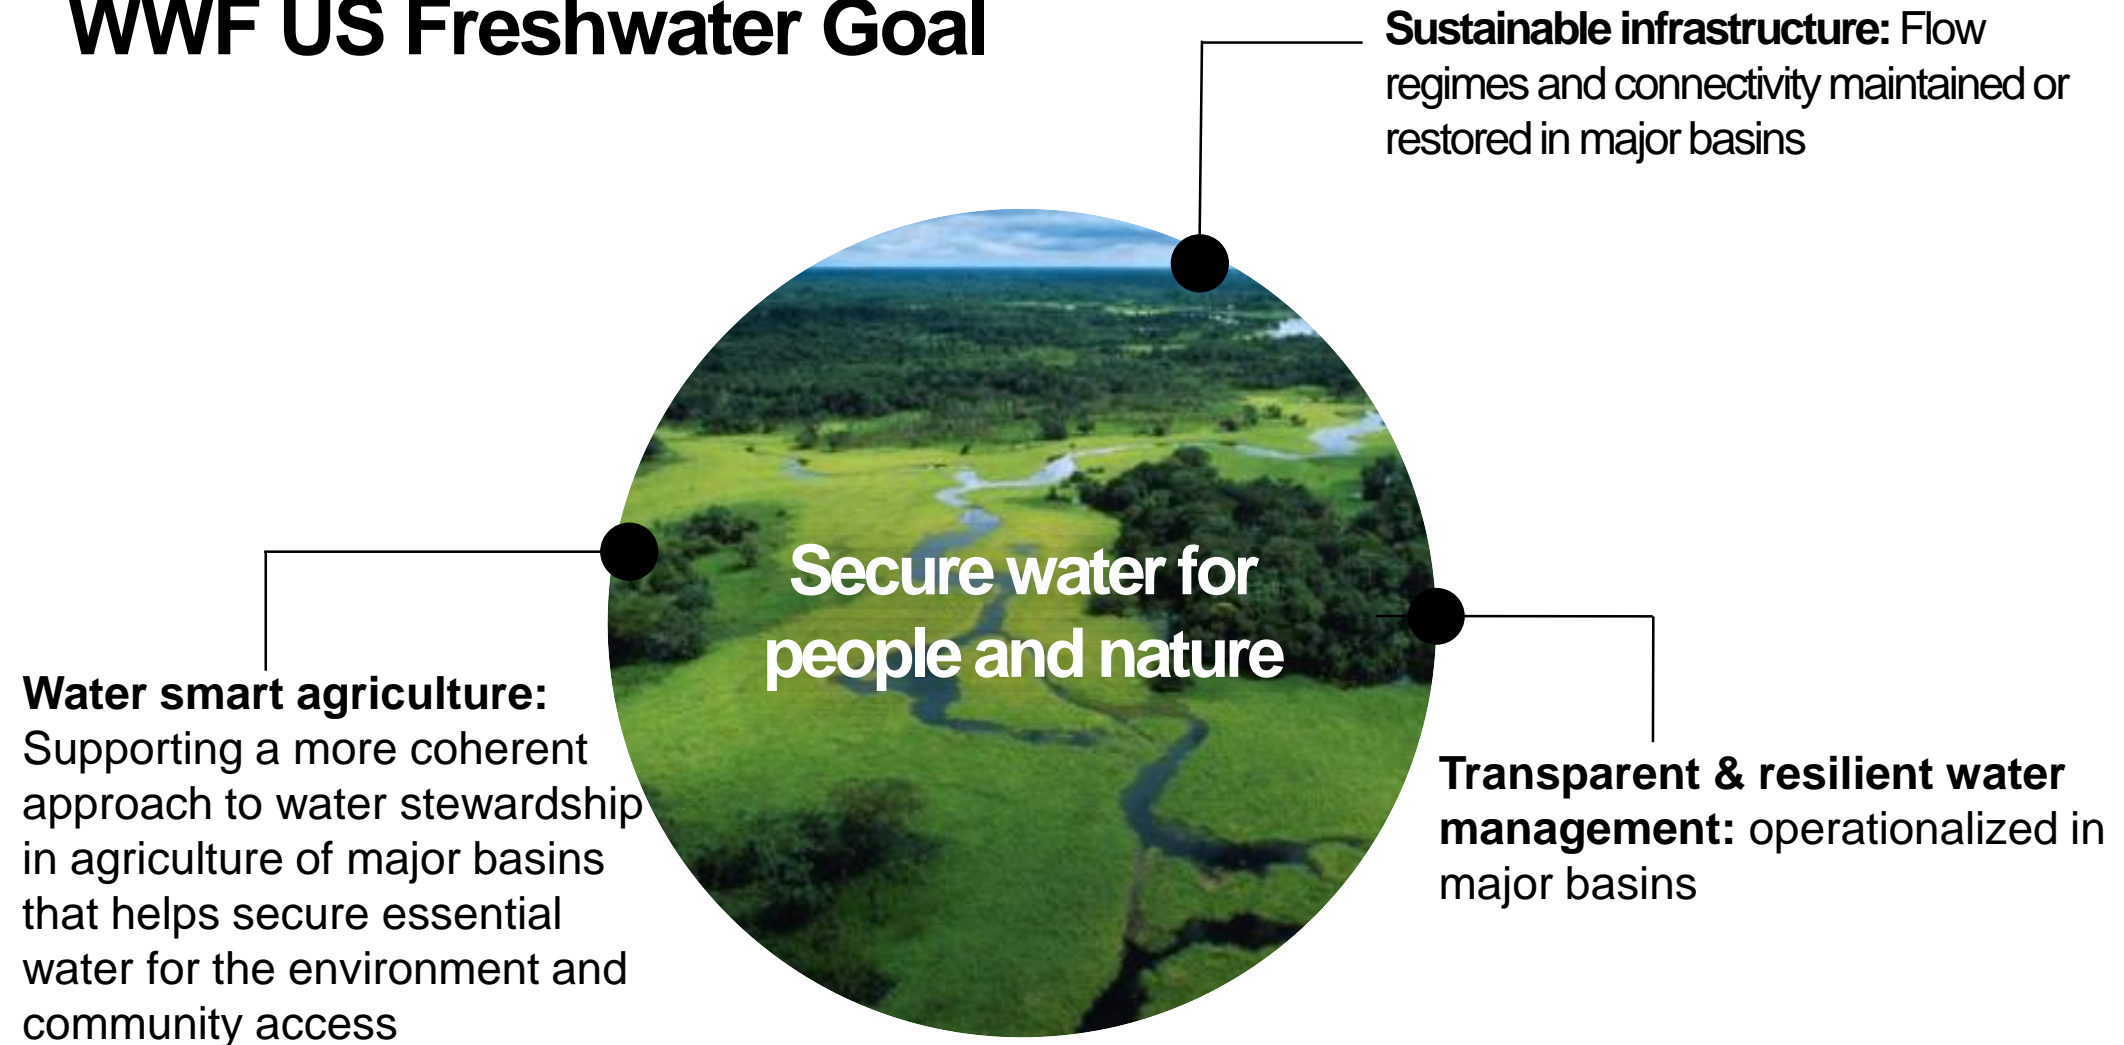 WWF US Freshwater Goal
Sustainable infrastructure: Flow
regimes and connectivity maintained or
restored in major basins
Secure water for
people and nature
Water smart agriculture:
Supporting a more coherent
approach to water stewardship
in agriculture of major basins
that helps secure essential
water for the environment and
community access
Transparent & resilient water
management: operationalized in
major basins